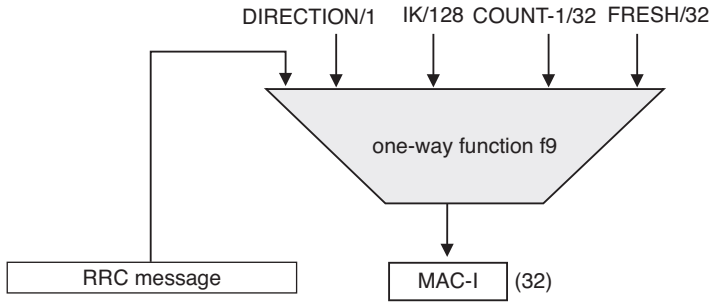 DIRECTION/1 IK/128 COUNT-1/32 FRESH/32
one-way function f9
RRC message
MAC-I (32)